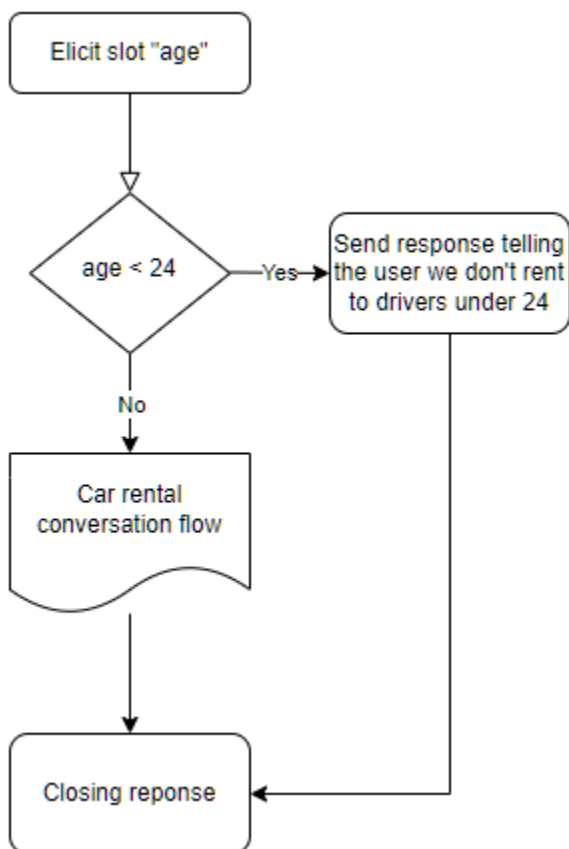 Elicit slot "age"
age < 24
Yes
Send response telling
the user we don't rent
to drivers under 24
No
Car rental
conversation flow
Closing reponse